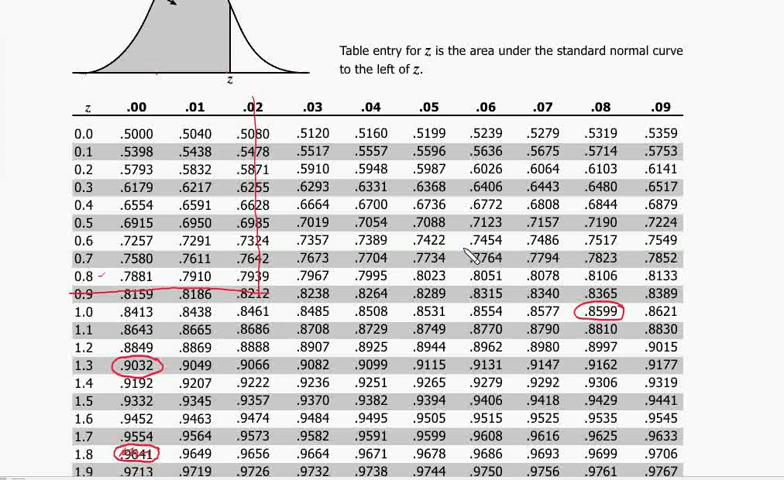 z
Table entry for z is the area under the standard normal curve
to the left of z.
z .00 .01 .02 .03 .04 .05 .06 .07 .08 .09
0.0 .5000 .5040 .5080 .5120 .5160 .5199 .5239 .5279 .5319 .5359
0.1 .5398 .5438 .5478 .5517 .5557 .5596 .5636 .5675 .5714 .5753
0.2 .5793 .5832 .5871 .5910 .5948 .5987 .6026 .6064 .6103 .6141
0.3 .6179 .6217 .6255 .6293 .6331 .6368 .6406 .6443 .6480 .6517
0.4 .6554 .6591 .6628 .6664 .6700 .6736 .6772 .6808 .6844 .6879
0.5 .6915 .6950 .6985 .7019 .7054 .7088 .7123 .7157 .7190 .7224
0.6 .7257 .7291 .7324 .7357 .7389 .7422 .7454 .7486 .7517 .7549
0.7 .7580 .7611 .7642 .7673 .7704 .7734 .7764 .7794 .7823 .7852
0.8 .7881 .7910 .7939 .7967 .7995 .8023 .8051 .8078 .8106 .8133
0.9 .8159 .8186 .8212 .8238 .8264 .8289 .8315 .8340 .8365 .8389
1.0 .8413 .8438 .8461 .8485 .8508 .8531 .8554 .8577 .8599 .8621
1.1 .8643 .8665 .8686 .8708 .8729 .8749 .8770 .8790 .8810 .8830
1.2 .8849 .8869 .8888 .8907 .8925 .8944 .8962 .8980 .8997 .9015
1.3 .9032 .9049 .9066 .9082 .9099 .9115 .9131 .9147 .9162 .9177
1.4 .9192 .9207 .9222 .9236 .9251 .9265 .9279 .9292 .9306 .9319
1.5 .9332 .9345 .9357 .9370 .9382 .9394 .9406 .9418 .9429 .9441
1.6 .9452 .9463 .9474 .9484 .9495 .9505 .9515 .9525 .9535 .9545
1.7 .9554 .9564 .9573 .9582 .9591 .9599 .9608 .9616 .9625 .9633
1.8 .9641 .9649 .9656 .9664 .9671 .9678 .9686 .9693 .9699 .9706
1.9 .9713 .9719 .9726 .9732 .9738 .9744 .9750 .9756 .9761 .9767